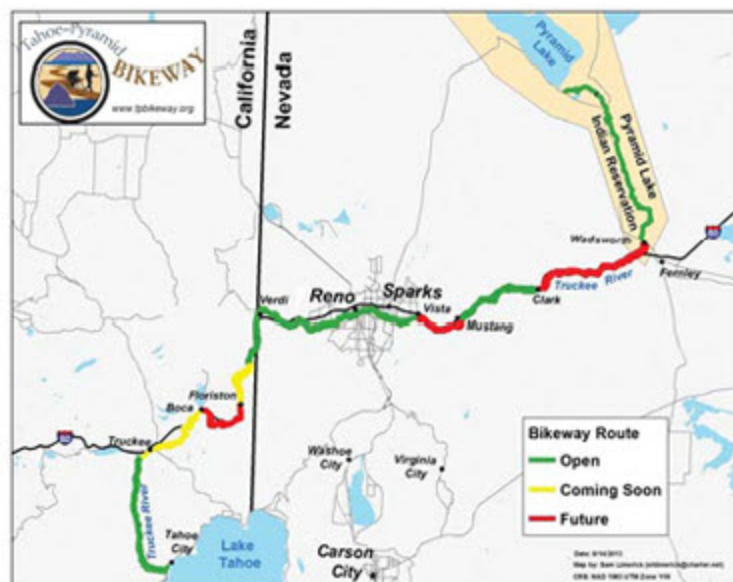 Tahoe-Pyramid
BIKEWAY
www.tpbikeway.org
California
Nevada
Pyramid
Lake
Pyramid Lake
Indian Reservation
Wadsworth
80
Fernley
Truckee River
Clark
Mustang
Vista
Sparks
Reno
Verdi
Floriston
Boca
80
Truckee
Truckee River
Tahoe
City
Lake
Tahoe
Washoe
City
Virginia
City
Carson
City
Bikeway Route
Open
Coming Soon
Future